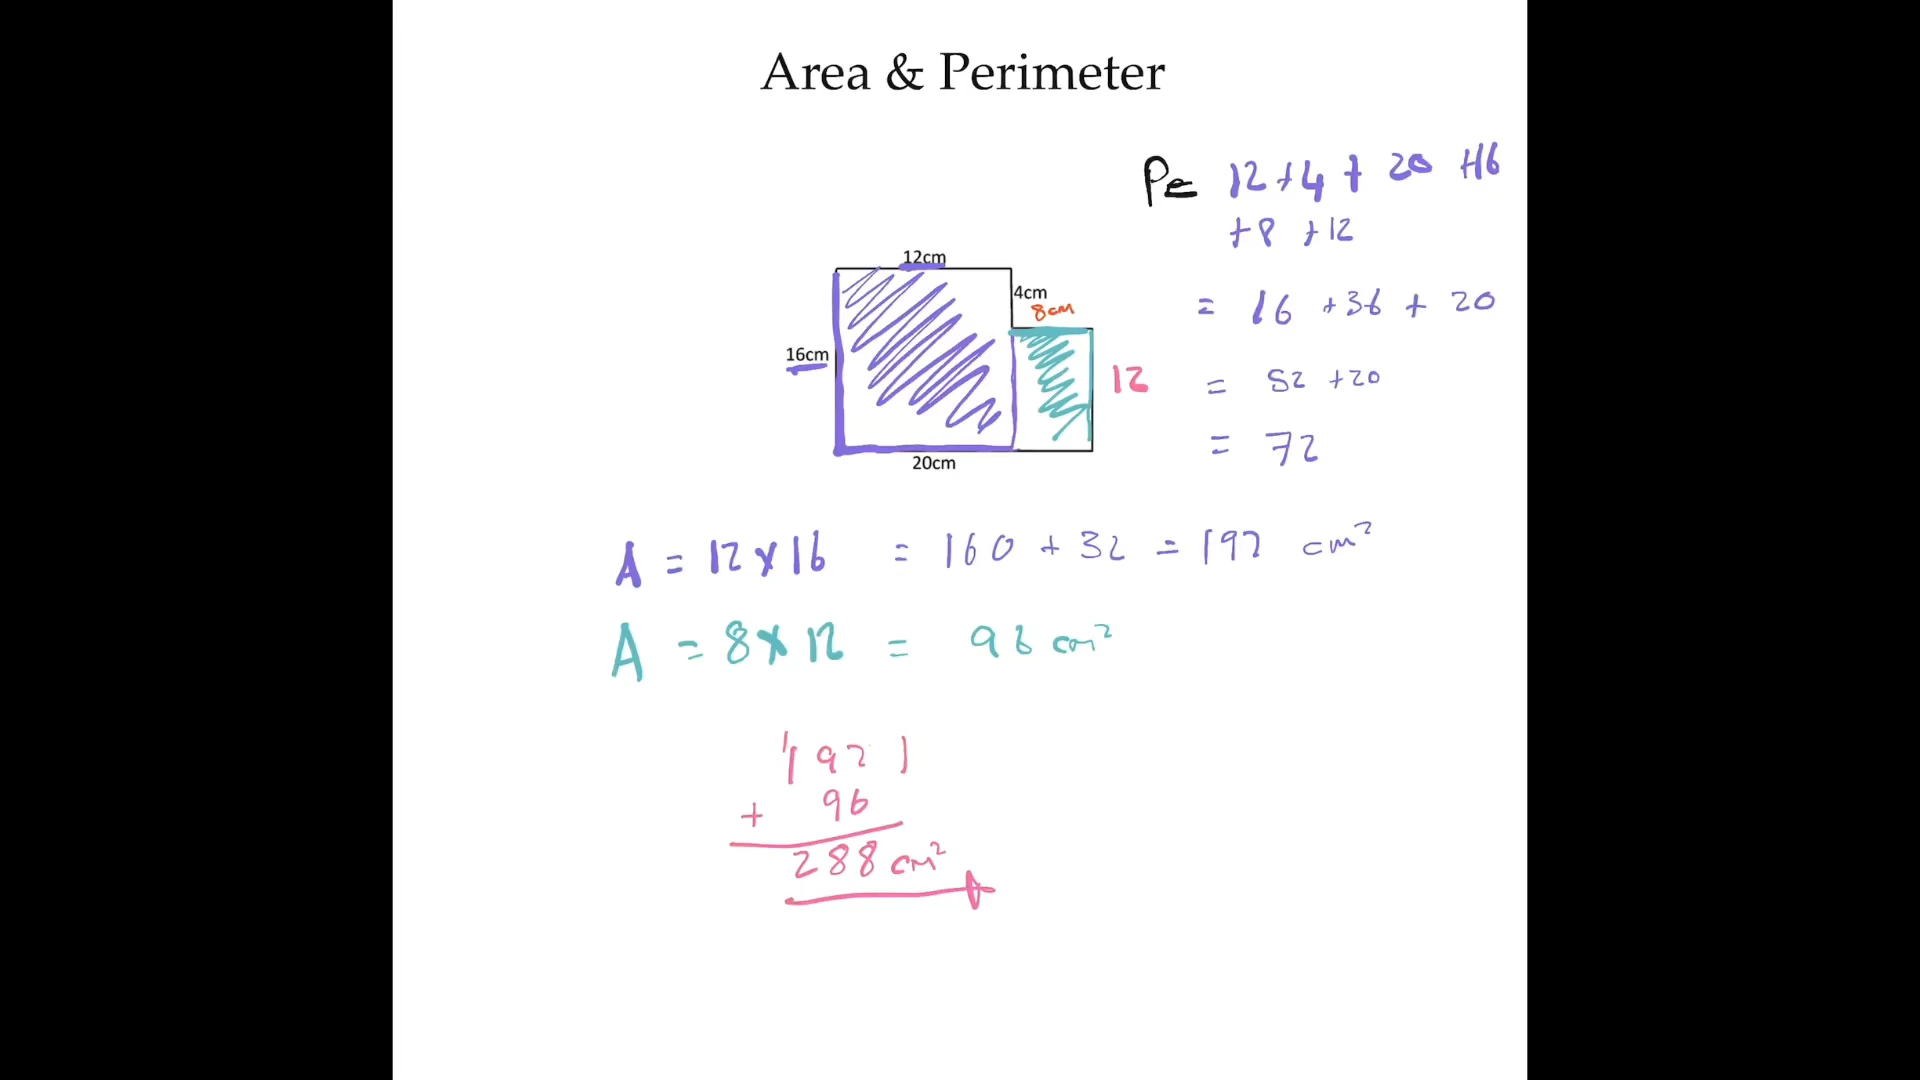 Area & Perimeter
P= 12+4+20+16
+8 +12
12cm
4cm
8cm
= 16 +36 + 20
16cm
12
= 52 +20
= 72
20cm
A = 12 x 16 = 160 + 32 = 192 cm²
A = 8 x 12 = 96 cm²
192
+ 96
288 cm²